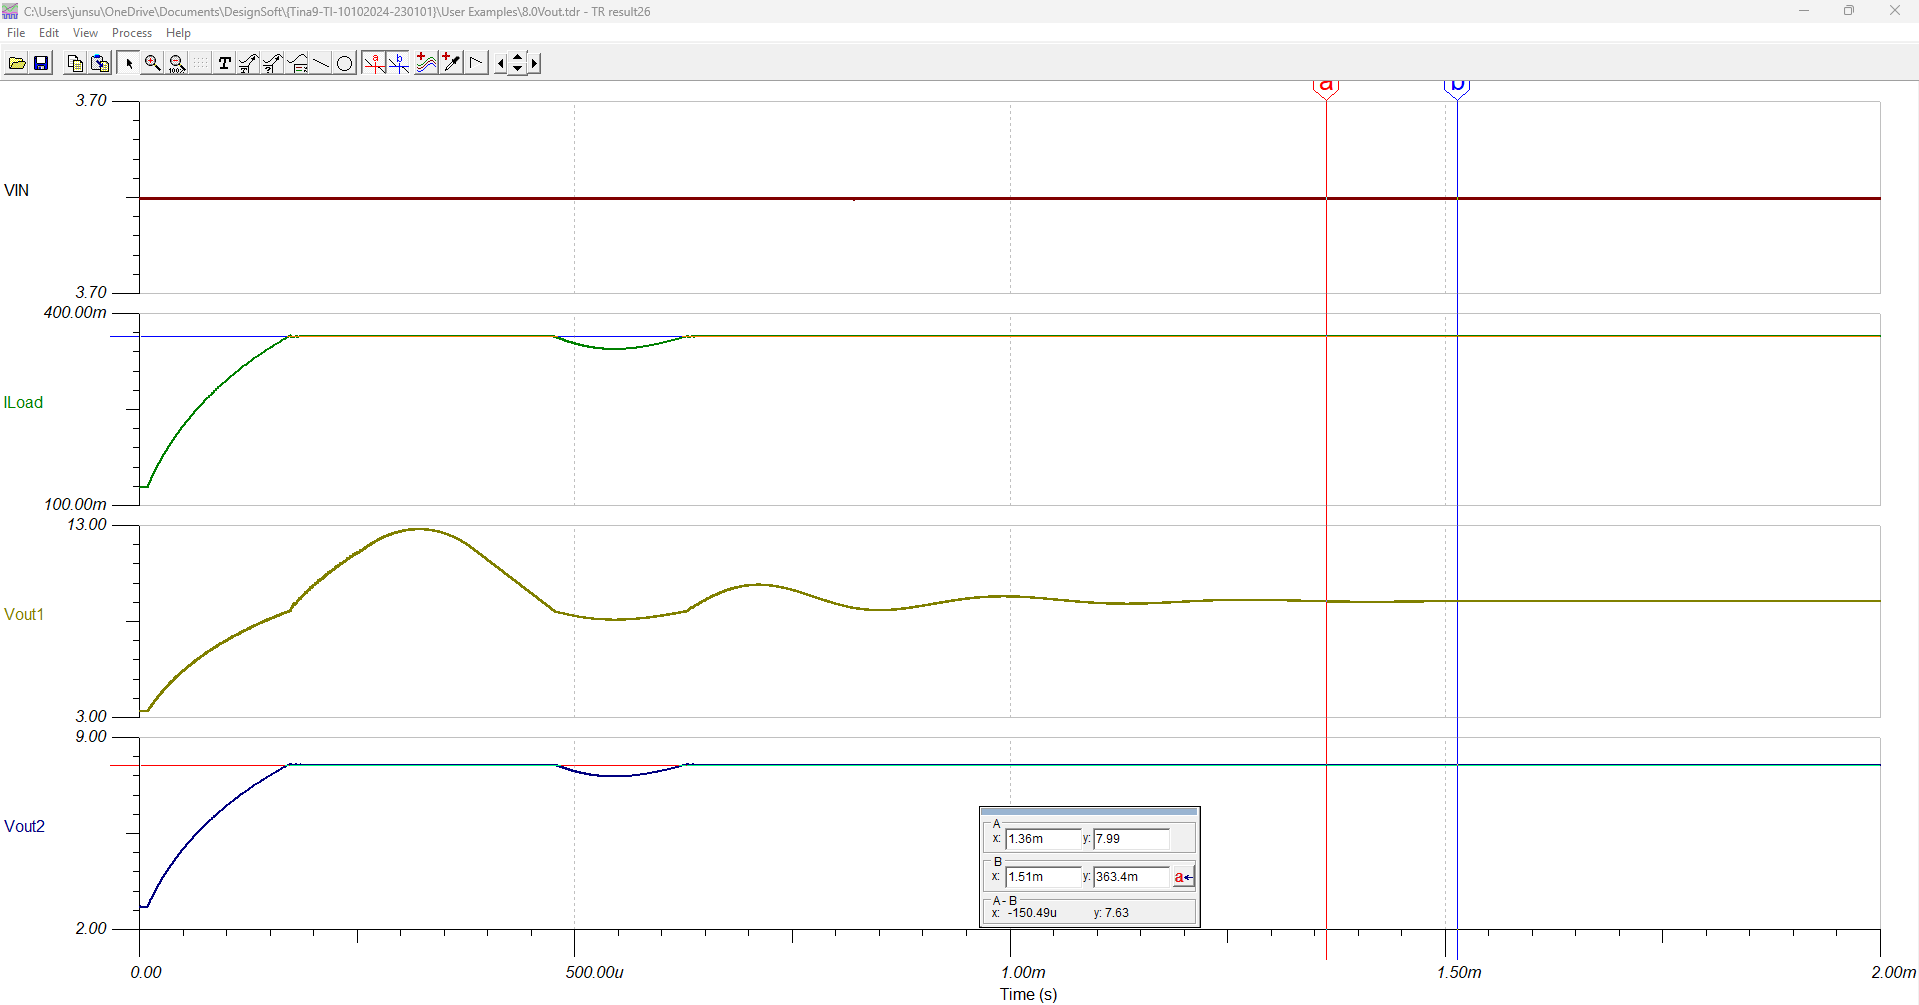 C:\Users\junsu\OneDrive\Documents\DesignSoft\{Tina9-TI-10102024-230101}\User Examples\8.0Vout.tdr - TR result26
File Edit View Process Help
T 100% a b
a b
3.70
VIN
3.70
400.00m
ILoad
100.00m
13.00
Vout1
3.00
9.00
Vout2
2.00
A
x: 1.36m y: 7.99
B
x: 1.51m y: 363.4m a
A - B
x: -150.49u y: 7.63
0.00 500.00u 1.00m 1.50m 2.00m
Time (s)